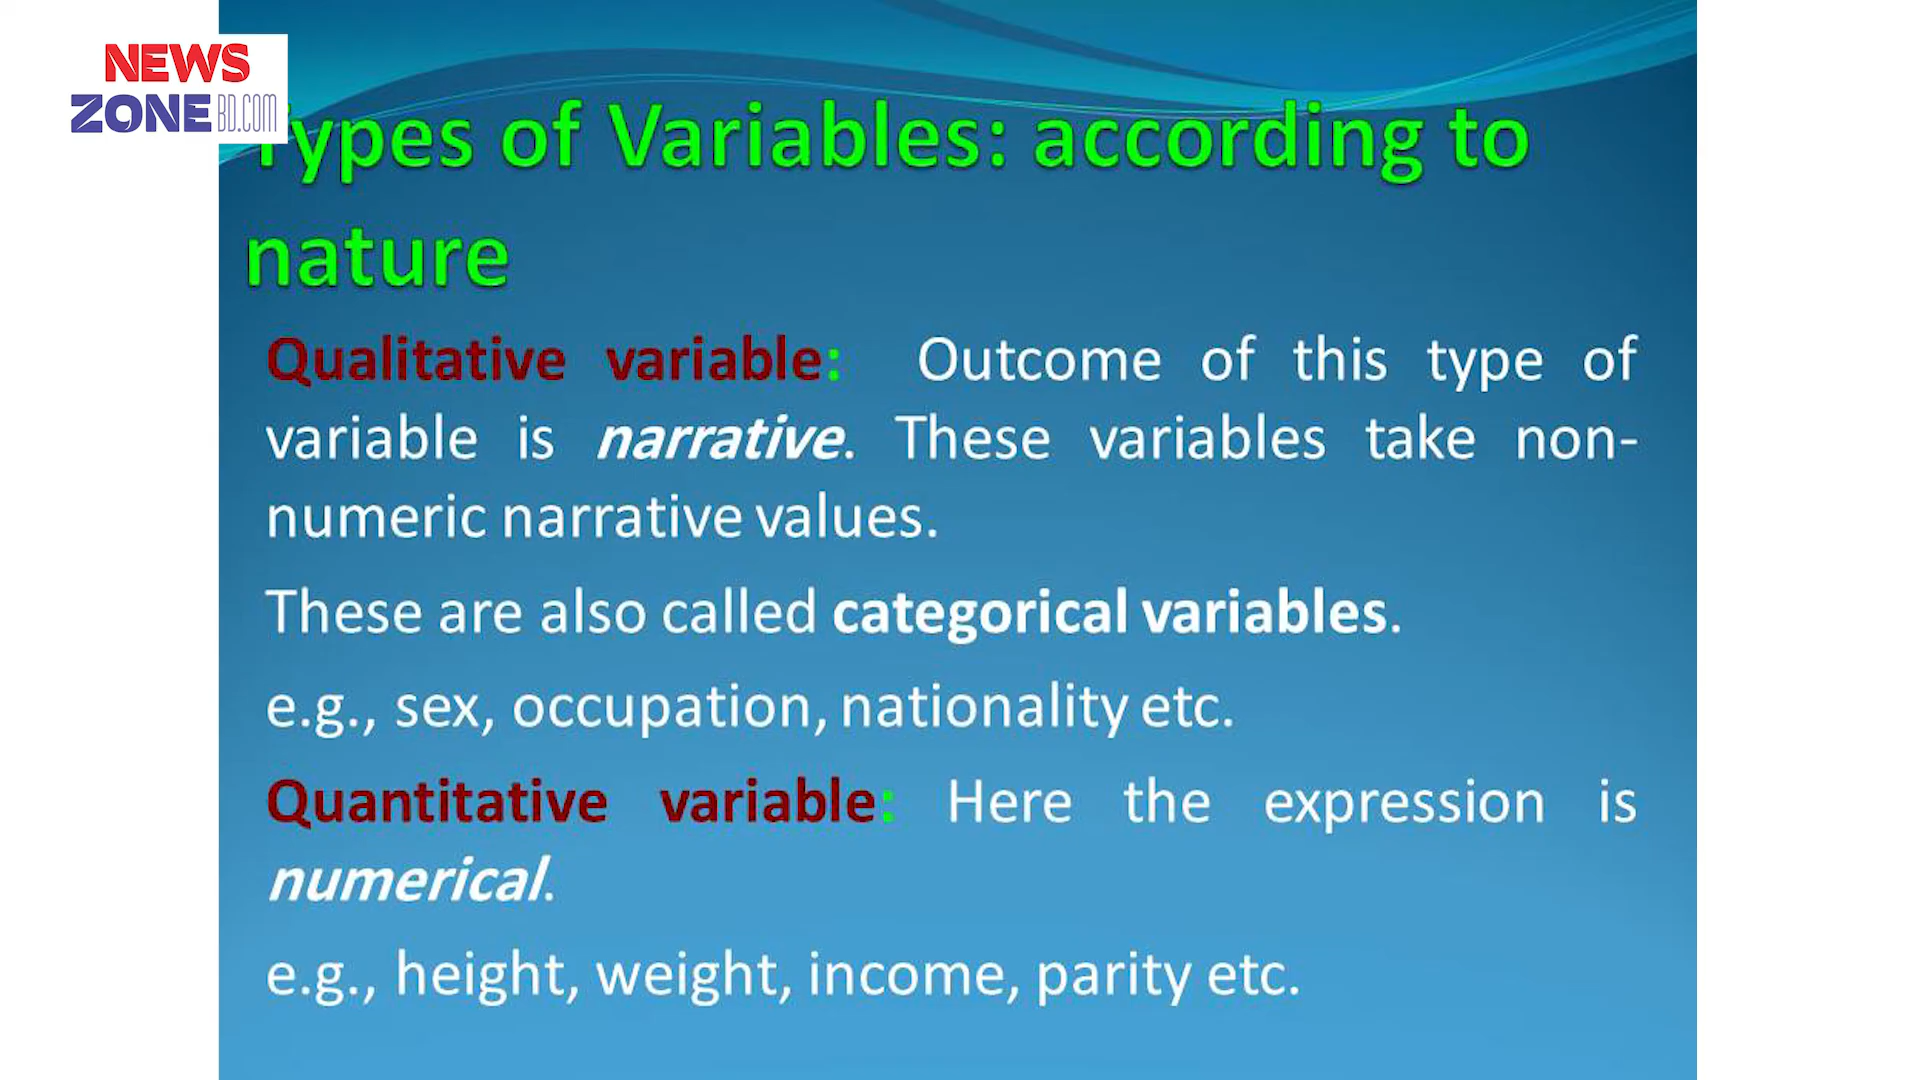 NEWS
ZONE BD.COM
Types of Variables: according to
nature
Qualitative variable: Outcome of this type of
variable is narrative. These variables take non-
numeric narrative values.
These are also called categorical variables.
e.g., sex, occupation, nationality etc.
Quantitative variable: Here the expression is
numerical.
e.g., height, weight, income, parity etc.